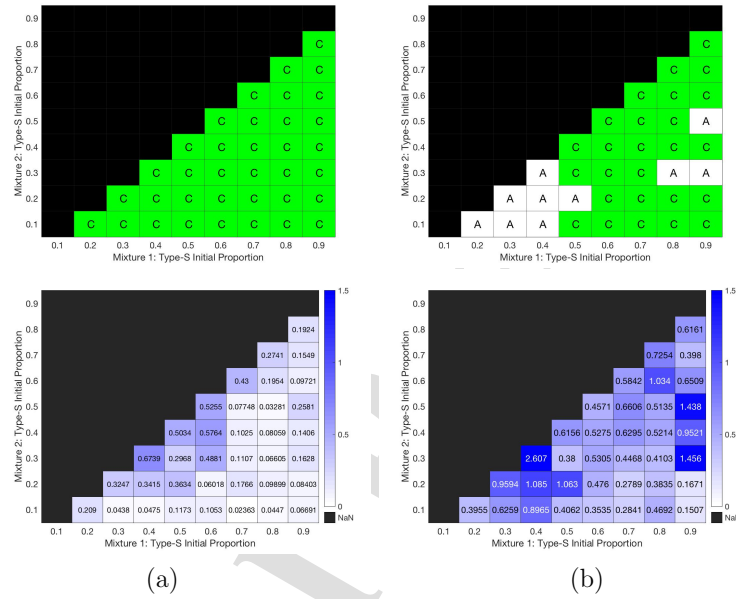 0.9
0.8 C
0.7 C C
0.6 C C C
0.5 C C C C
0.4 C C C C C
0.3 C C C C C C
0.2 C C C C C C C
0.1 C C C C C C C C
0.1 0.2 0.3 0.4 0.5 0.6 0.7 0.8 0.9
Mixture 1: Type-S Initial Proportion
Mixture 2: Type-S Initial Proportion
0.9
0.8 C
0.7 C C
0.6 C C C
0.5 C C C A
0.4 C C C C C
0.3 A C C C A A
0.2 A A A C C C C
0.1 A A A C C C C C
0.1 0.2 0.3 0.4 0.5 0.6 0.7 0.8 0.9
Mixture 1: Type-S Initial Proportion
Mixture 2: Type-S Initial Proportion
0.9
0.8 0.1924
0.7 0.2741 0.1549
0.6 0.43 0.1954 0.09721
0.5 0.5255 0.07748 0.03281 0.2581
0.4 0.5034 0.5764 0.1025 0.08059 0.1406
0.3 0.6739 0.2968 0.4881 0.1107 0.06605 0.1628
0.2 0.3247 0.3415 0.3634 0.06018 0.1766 0.09899 0.08403
0.1 0.209 0.0438 0.0475 0.1173 0.1053 0.02363 0.0447 0.06691
0.1 0.2 0.3 0.4 0.5 0.6 0.7 0.8 0.9
Mixture 1: Type-S Initial Proportion
Mixture 2: Type-S Initial Proportion
1.5
1
0.5
0
NaN
0.9
0.8 0.6161
0.7 0.7254 0.398
0.6 0.5842 1.034 0.6509
0.5 0.4571 0.6606 0.5135 1.438
0.4 0.6156 0.5275 0.6295 0.5214 0.9521
0.3 2.607 0.38 0.5305 0.4468 0.4103 1.456
0.2 0.9594 1.085 1.063 0.476 0.2789 0.3835 0.1671
0.1 0.3955 0.6259 0.8965 0.4062 0.3535 0.2841 0.4692 0.1507
0.1 0.2 0.3 0.4 0.5 0.6 0.7 0.8 0.9
Mixture 1: Type-S Initial Proportion
Mixture 2: Type-S Initial Proportion
1.5
1
0.5
0
Na
(a)
(b)